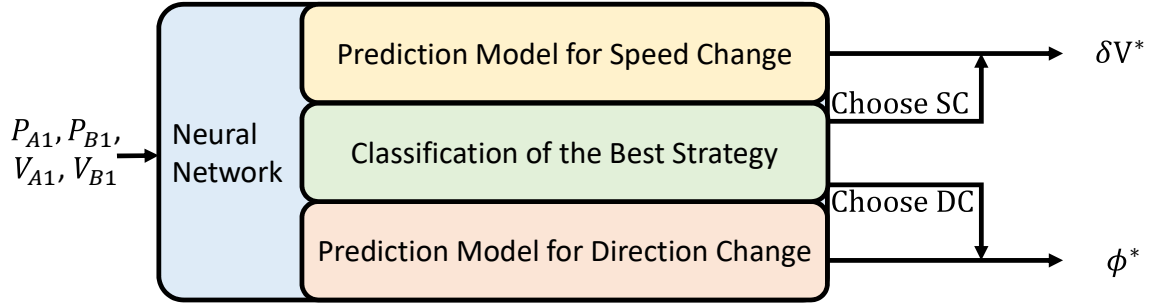 Prediction Model for Speed Change
δV*
Choose SC
P_{A1}, P_{B1},
V_{A1}, V_{B1}
Neural
Network
Classification of the Best Strategy
Choose DC
Prediction Model for Direction Change
ϕ*